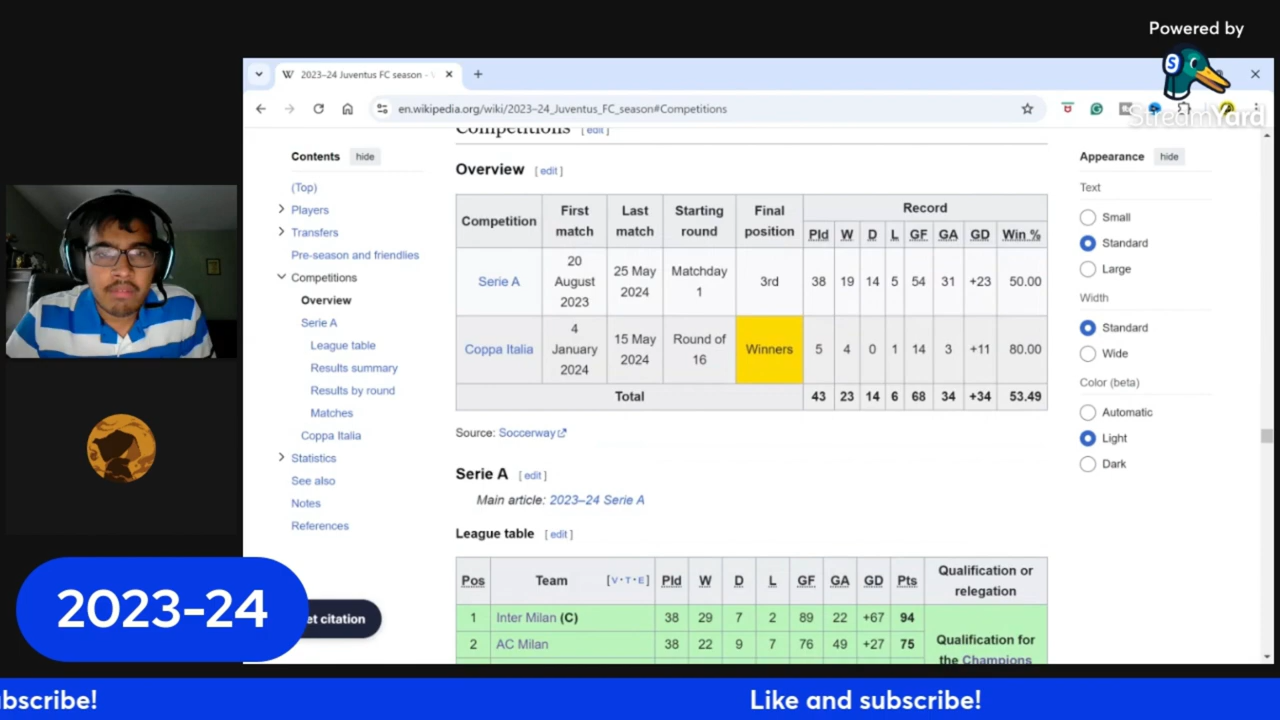 Powered by
StreamYard
2023–24 Juventus FC season -
en.wikipedia.org/wiki/2023–24_Juventus_FC_season#Competitions
Contents hide
(Top)
Players
Transfers
Pre-season and friendlies
Competitions
Overview
Serie A
League table
Results summary
Results by round
Matches
Coppa Italia
Statistics
See also
Notes
References
Competitions [ edit ]
Overview [ edit ]
Competition First match Last match Starting round Final position Record
Pld W D L GF GA GD Win %
Serie A 20 August 2023 25 May 2024 Matchday 1 3rd 38 19 14 5 54 31 +23 50.00
Coppa Italia 4 January 2024 15 May 2024 Round of 16 Winners 5 4 0 1 14 3 +11 80.00
Total 43 23 14 6 68 34 +34 53.49
Source: Soccerway
Serie A [ edit ]
Main article: 2023–24 Serie A
League table [ edit ]
Pos Team [V·T·E] Pld W D L GF GA GD Pts Qualification or relegation
1 Inter Milan (C) 38 29 7 2 89 22 +67 94
2 AC Milan 38 22 9 7 76 49 +27 75
Qualification for
the Champions
Appearance hide
Text
Small
Standard
Large
Width
Standard
Wide
Color (beta)
Automatic
Light
Dark
2023-24
et citation
bscribe!
Like and subscribe!